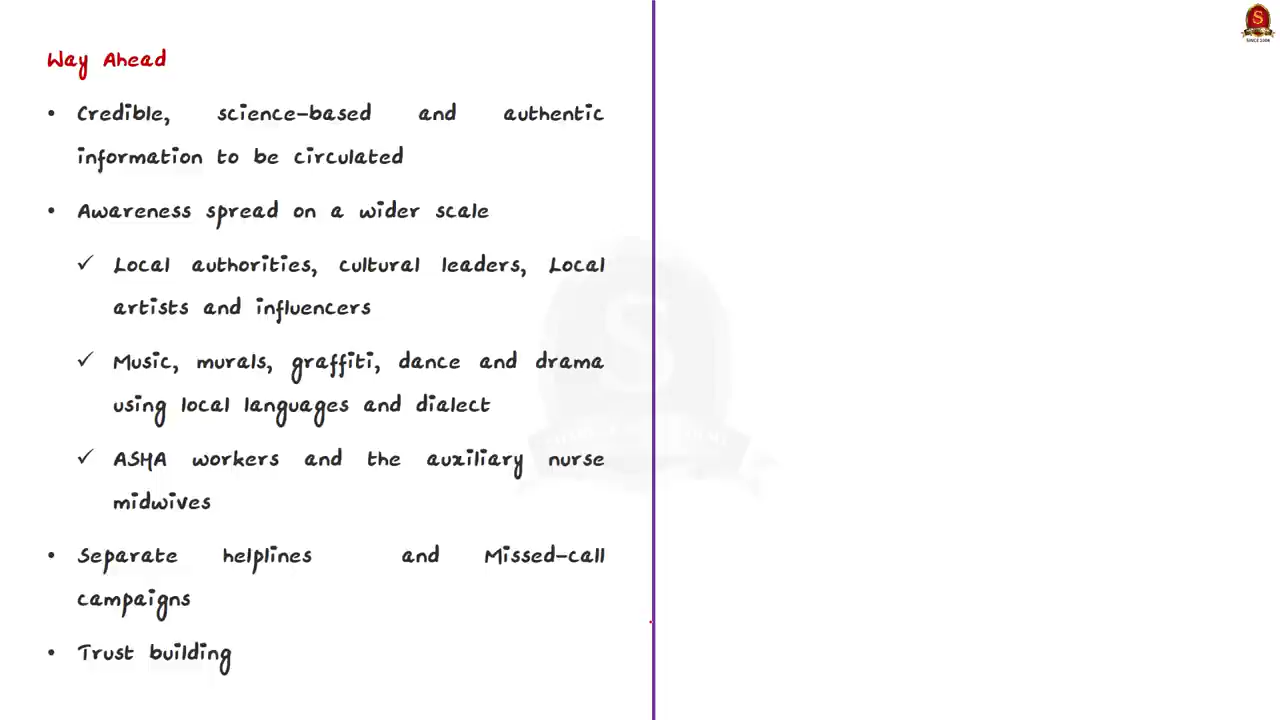 Way Ahead
• Credible, science-based and authentic
information to be circulated
• Awareness spread on a wider scale
✓ Local authorities, cultural leaders, Local
artists and influencers
✓ Music, murals, graffiti, dance and drama
using local languages and dialect
✓ ASHA workers and the auxiliary nurse
midwives
• Separate helplines and Missed-call
campaigns
• Trust building
S
SINCE 2004